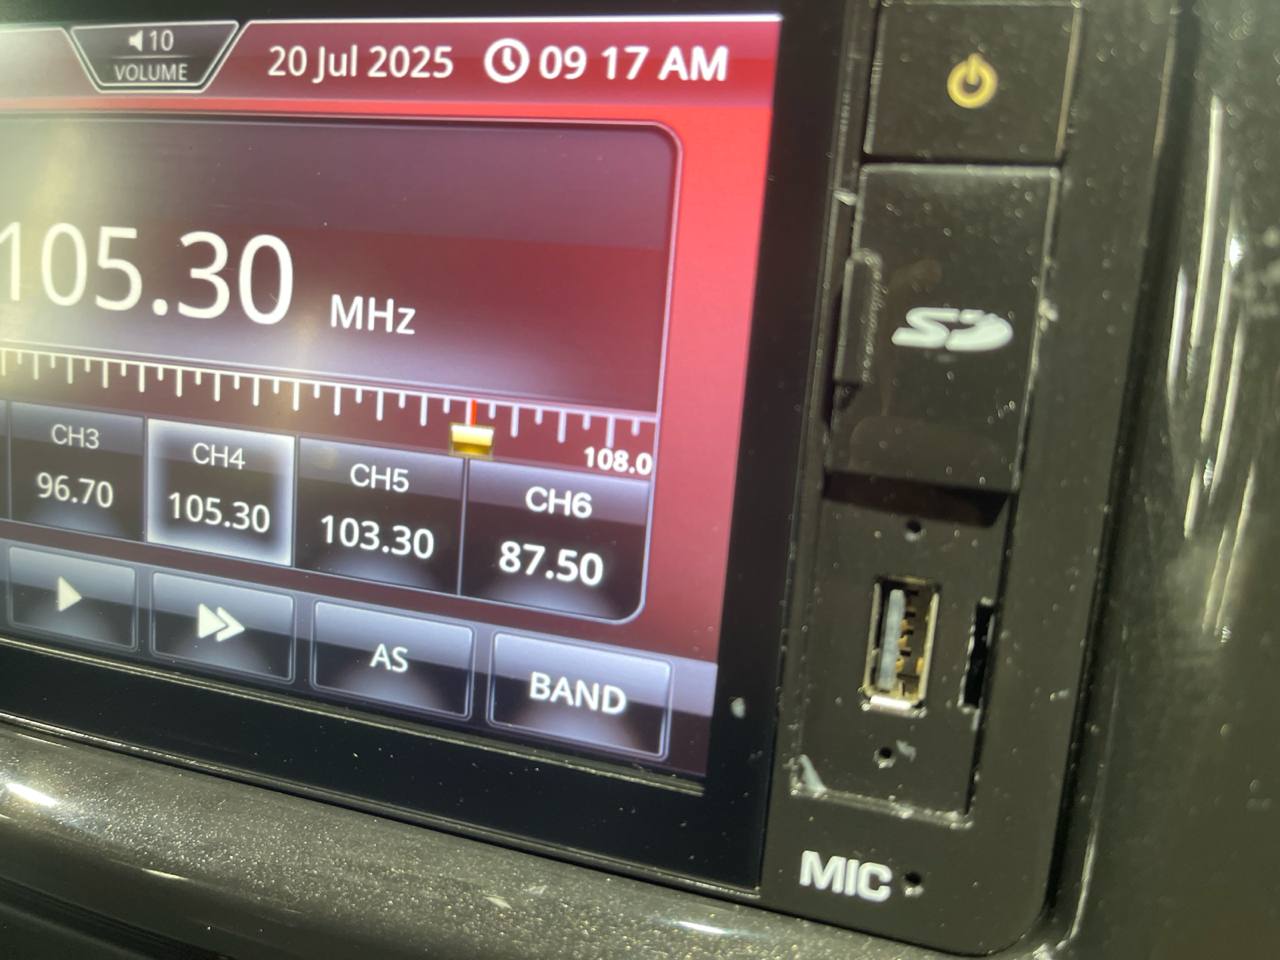 10
VOLUME
20 Jul 2025 09 17 AM
105.30 MHz
108.0
CH3
96.70
CH4
105.30
CH5
103.30
CH6
87.50
AS
BAND
SD
MIC